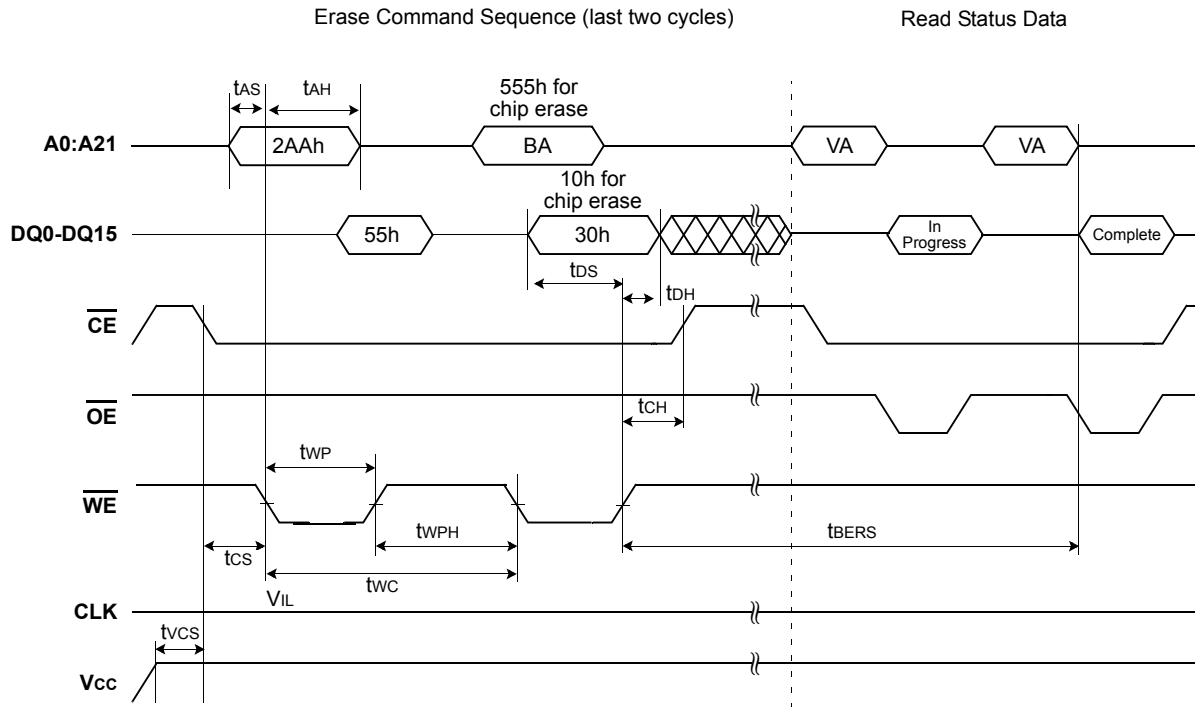 Erase Command Sequence (last two cycles) Read Status Data
tAS tAH 555h for
chip erase
A0:A21 2AAh BA VA VA
10h for
chip erase
DQ0-DQ15 55h 30h In
Progress Complete
tDS
tDH
CE
OE tCH
tWP
WE
tWPH tBERS
tCS
tWC
VIL
CLK
tVCS
VCC